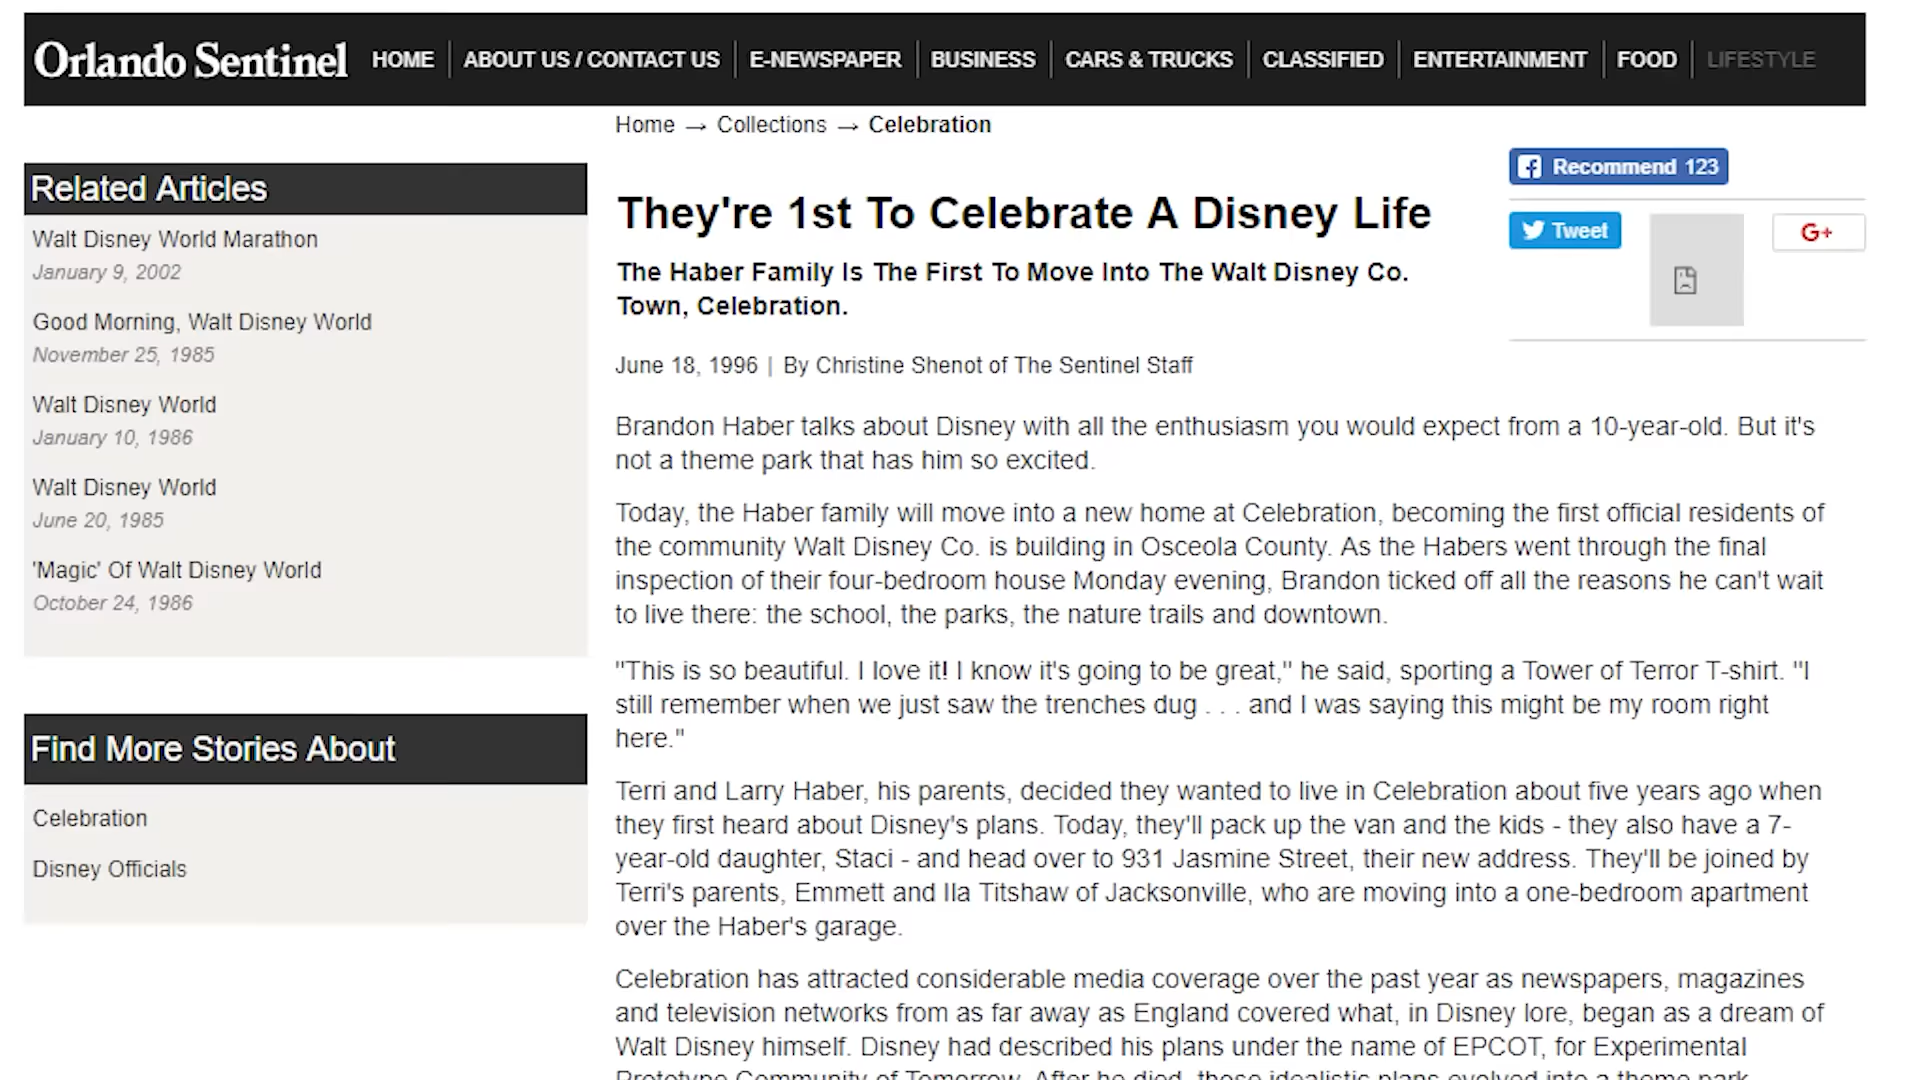 Orlando Sentinel HOME ABOUT US / CONTACT US E-NEWSPAPER BUSINESS CARS & TRUCKS CLASSIFIED ENTERTAINMENT FOOD LIFESTYLE
Home → Collections → Celebration
Related Articles
Walt Disney World Marathon
January 9, 2002
Good Morning, Walt Disney World
November 25, 1985
Walt Disney World
January 10, 1986
Walt Disney World
June 20, 1985
'Magic' Of Walt Disney World
October 24, 1986
Find More Stories About
Celebration
Disney Officials
They're 1st To Celebrate A Disney Life
The Haber Family Is The First To Move Into The Walt Disney Co.
Town, Celebration.
June 18, 1996 | By Christine Shenot of The Sentinel Staff
Recommend 123
Tweet
G+
Brandon Haber talks about Disney with all the enthusiasm you would expect from a 10-year-old. But it's
not a theme park that has him so excited.
Today, the Haber family will move into a new home at Celebration, becoming the first official residents of
the community Walt Disney Co. is building in Osceola County. As the Habers went through the final
inspection of their four-bedroom house Monday evening, Brandon ticked off all the reasons he can't wait
to live there: the school, the parks, the nature trails and downtown.
"This is so beautiful. I love it! I know it's going to be great," he said, sporting a Tower of Terror T-shirt. "I
still remember when we just saw the trenches dug . . . and I was saying this might be my room right
here."
Terri and Larry Haber, his parents, decided they wanted to live in Celebration about five years ago when
they first heard about Disney's plans. Today, they'll pack up the van and the kids - they also have a 7-
year-old daughter, Staci - and head over to 931 Jasmine Street, their new address. They'll be joined by
Terri's parents, Emmett and Ila Titshaw of Jacksonville, who are moving into a one-bedroom apartment
over the Haber's garage.
Celebration has attracted considerable media coverage over the past year as newspapers, magazines
and television networks from as far away as England covered what, in Disney lore, began as a dream of
Walt Disney himself. Disney had described his plans under the name of EPCOT, for Experimental
Prototype Community of Tomorrow. After he died, those idealistic plans evolved into a theme park